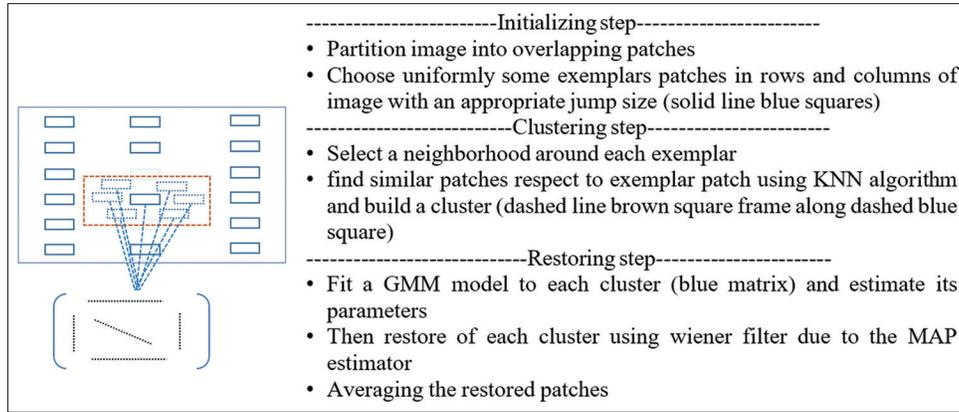 -------------------------Initializing step------------------------
• Partition image into overlapping patches
• Choose uniformly some exemplars patches in rows and columns of
image with an appropriate jump size (solid line blue squares)
---------------------------Clustering step------------------------
• Select a neighborhood around each exemplar
• find similar patches respect to exemplar patch using KNN algorithm
and build a cluster (dashed line brown square frame along dashed blue
square)
-----------------------------Restoring step-----------------------
• Fit a GMM model to each cluster (blue matrix) and estimate its
parameters
• Then restore of each cluster using wiener filter due to the MAP
estimator
• Averaging the restored patches